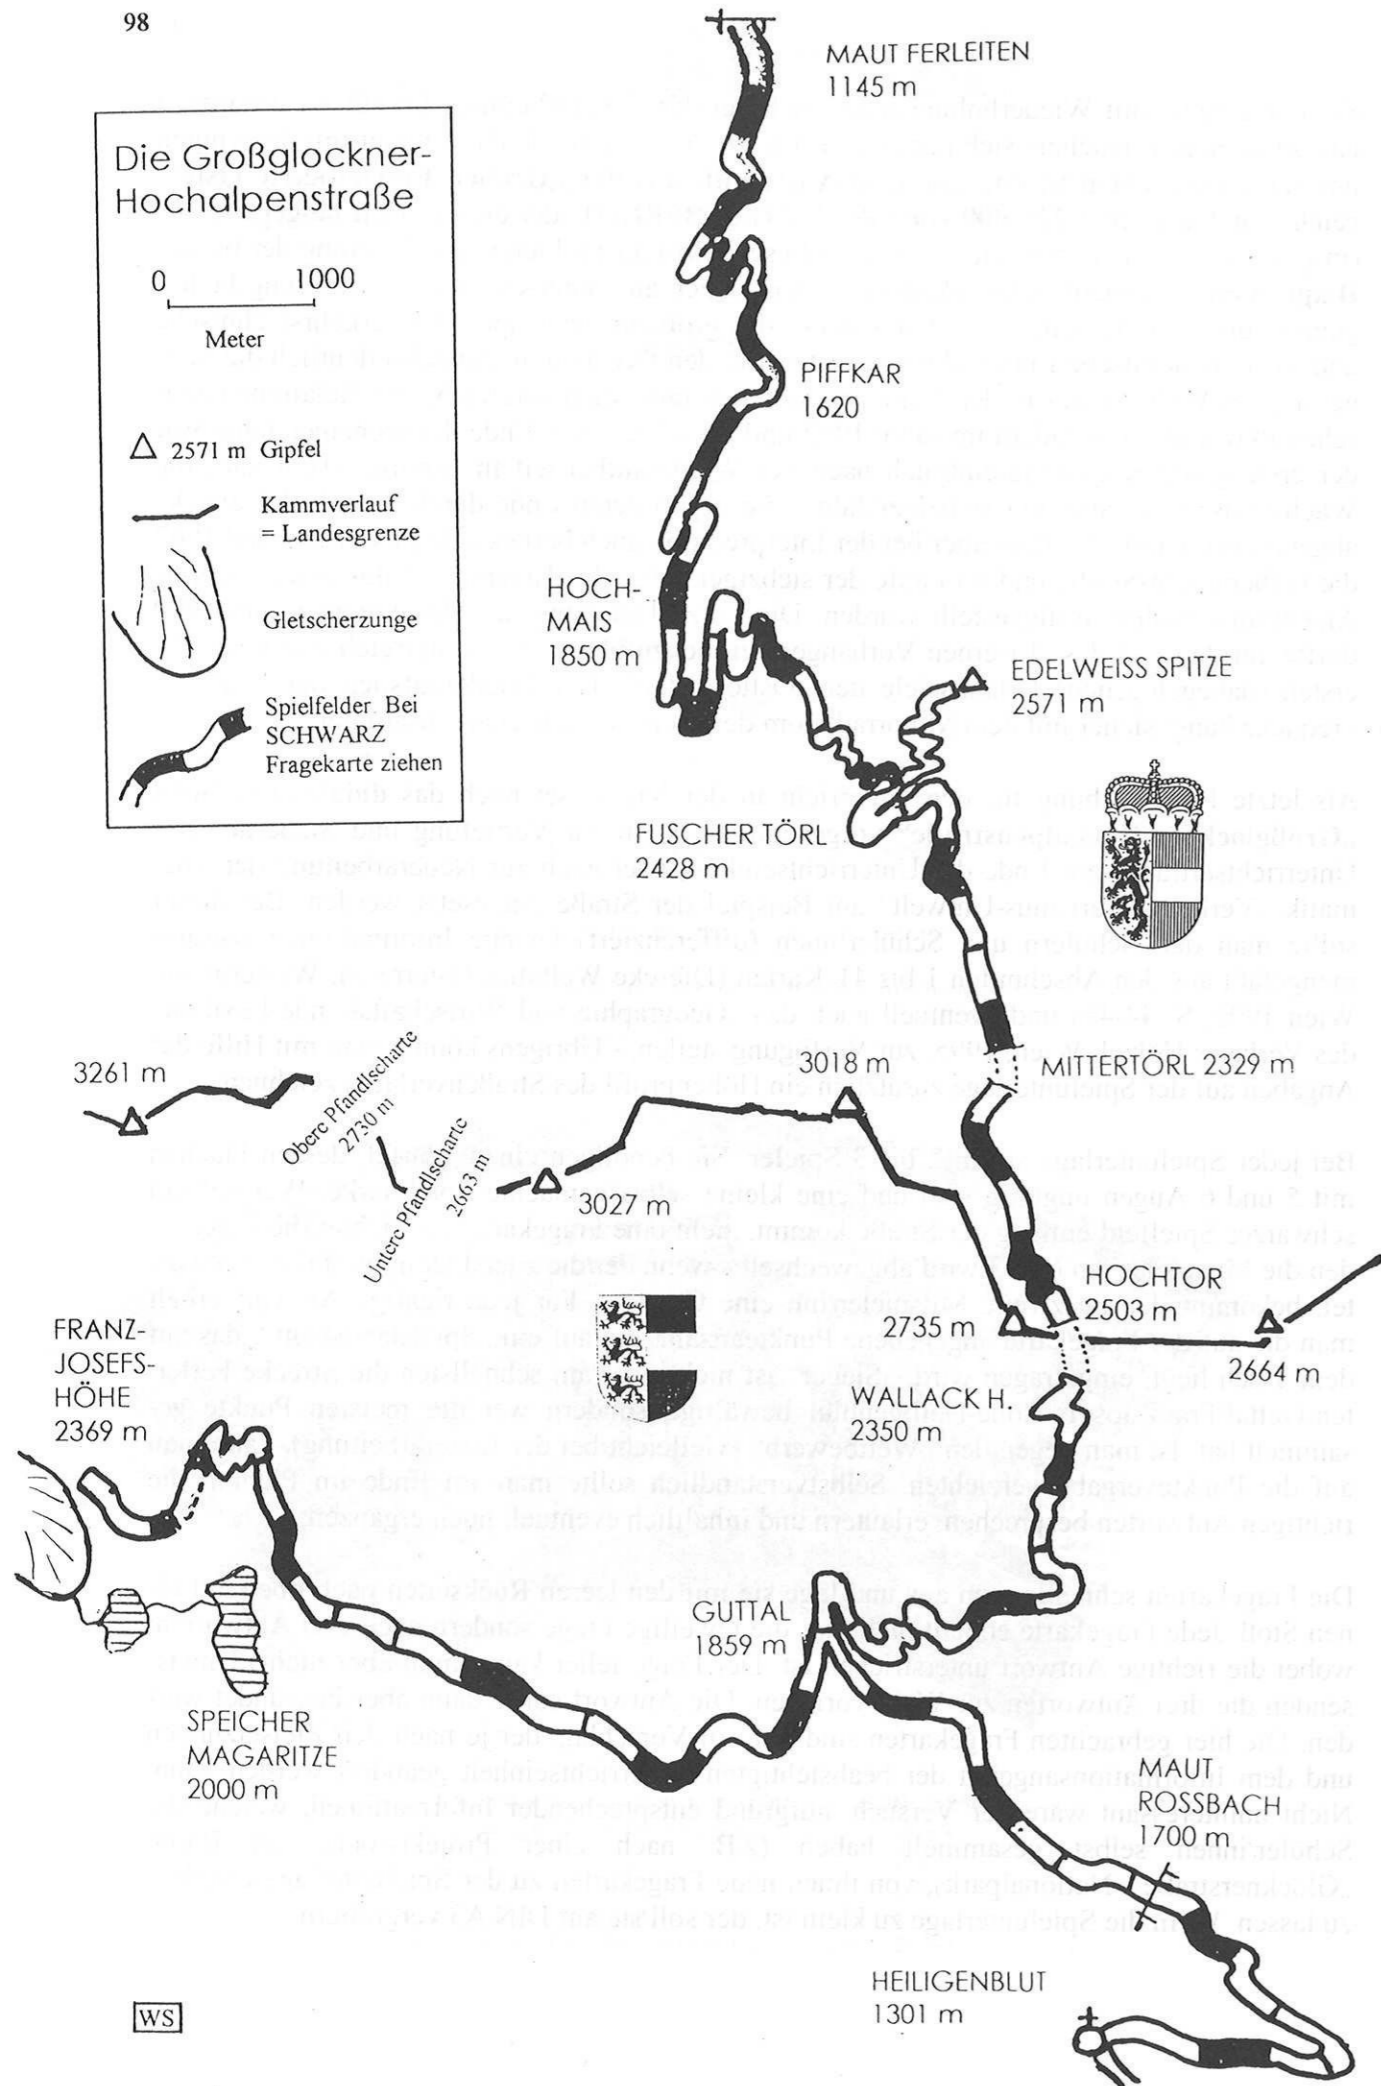 98
Die Großglockner-
Hochalpenstraße
0 1000
Meter
2571 m Gipfel
Kammverlauf
= Landesgrenze
Gletscherzunge
Spielfelder. Bei
SCHWARZ
Fragekarte ziehen
MAUT FERLEITEN
1145 m
PIFFKAR
1620
HOCH-
MAIS
1850 m
EDELWEISS SPITZE
2571 m
FUSCHER TÖRL
2428 m
MITTERTÖRL 2329 m
3261 m
Obere Pfandlscharte
2730 m
Untere Pfandlscharte
2663 m
3027 m
3018 m
HOCHTOR
2503 m
2735 m
2664 m
WALLACK H.
2350 m
FRANZ-
JOSEFS-
HÖHE
2369 m
GUTTAL
1859 m
SPEICHER
MAGARITZE
2000 m
MAUT
ROSSBACH
1700 m
HEILIGENBLUT
1301 m
WS